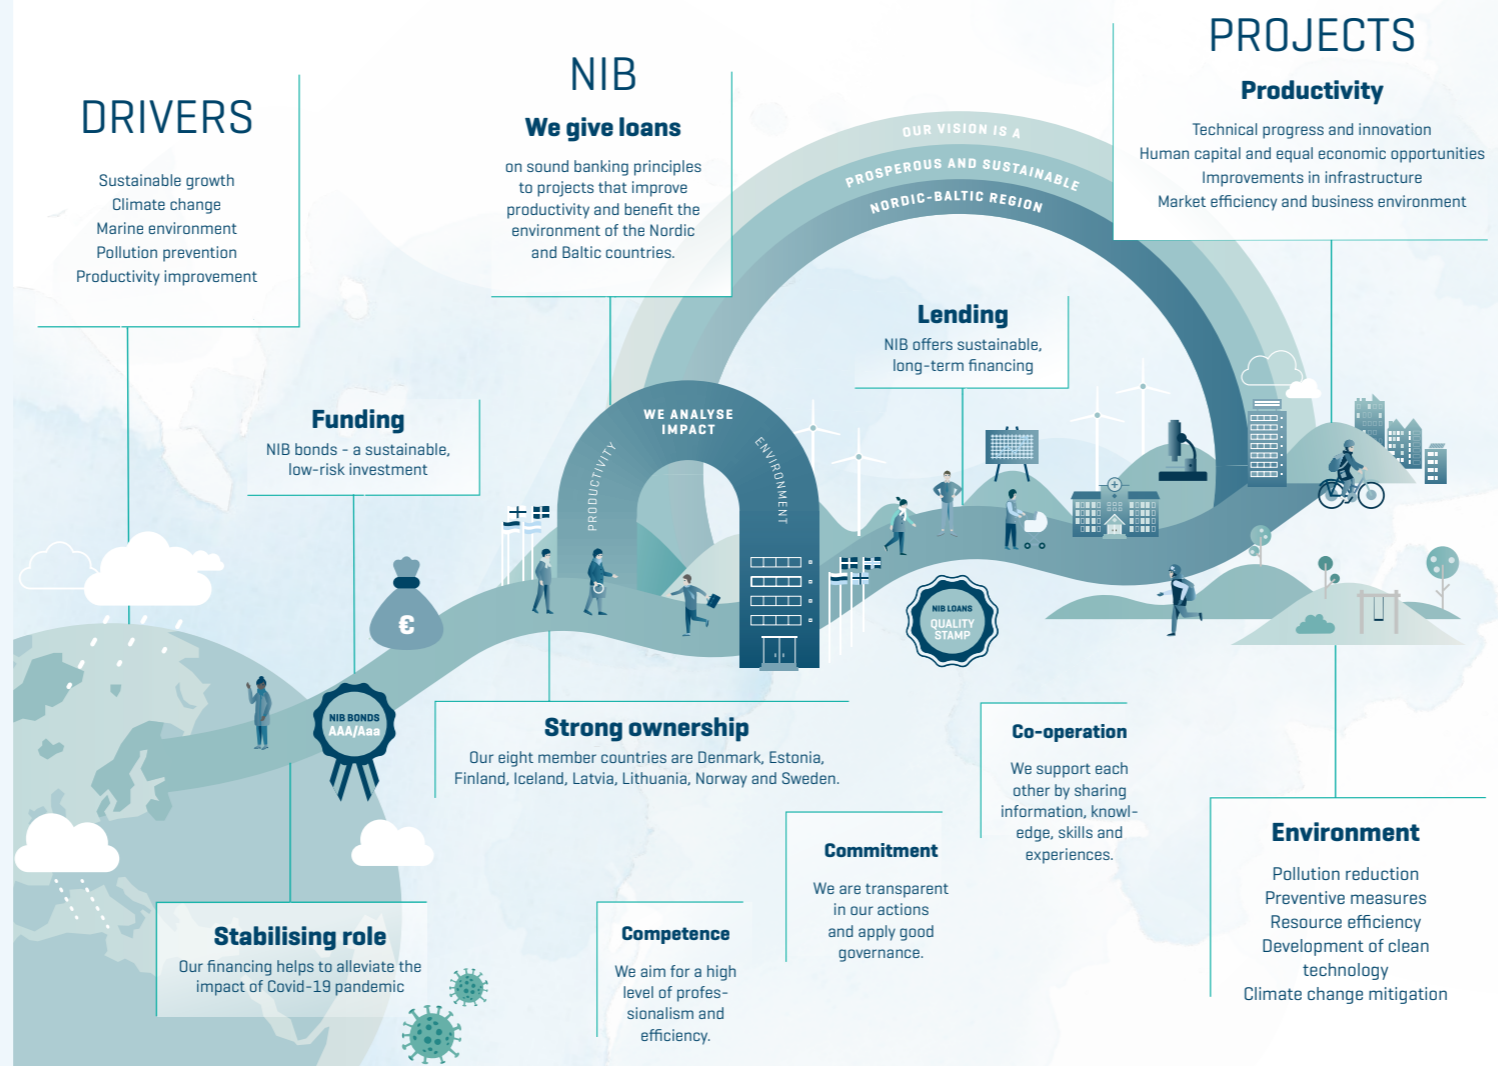 DRIVERS
Sustainable growth
Climate change
Marine environment
Pollution prevention
Productivity improvement
NIB
We give loans
on sound banking principles
to projects that improve
productivity and benefit the
environment of the Nordic
and Baltic countries.
PROJECTS
Productivity
Technical progress and innovation
Human capital and equal economic opportunities
Improvements in infrastructure
Market efficiency and business environment
OUR VISION IS A
PROSPEROUS AND SUSTAINABLE
NORDIC-BALTIC REGION
Lending
NIB offers sustainable,
long-term financing
Funding
NIB bonds - a sustainable,
low-risk investment
WE ANALYSE
IMPACT
PRODUCTIVITY
ENVIRONMENT
€
NIB LOANS
QUALITY
STAMP
NIB BONDS
AAA/Aaa
Strong ownership
Our eight member countries are Denmark, Estonia,
Finland, Iceland, Latvia, Lithuania, Norway and Sweden.
Co-operation
We support each
other by sharing
information, knowl-
edge, skills and
experiences.
Commitment
We are transparent
in our actions
and apply good
governance.
Competence
We aim for a high
level of profes-
sionalism and
efficiency.
Stabilising role
Our financing helps to alleviate the
impact of Covid-19 pandemic
Environment
Pollution reduction
Preventive measures
Resource efficiency
Development of clean
technology
Climate change mitigation